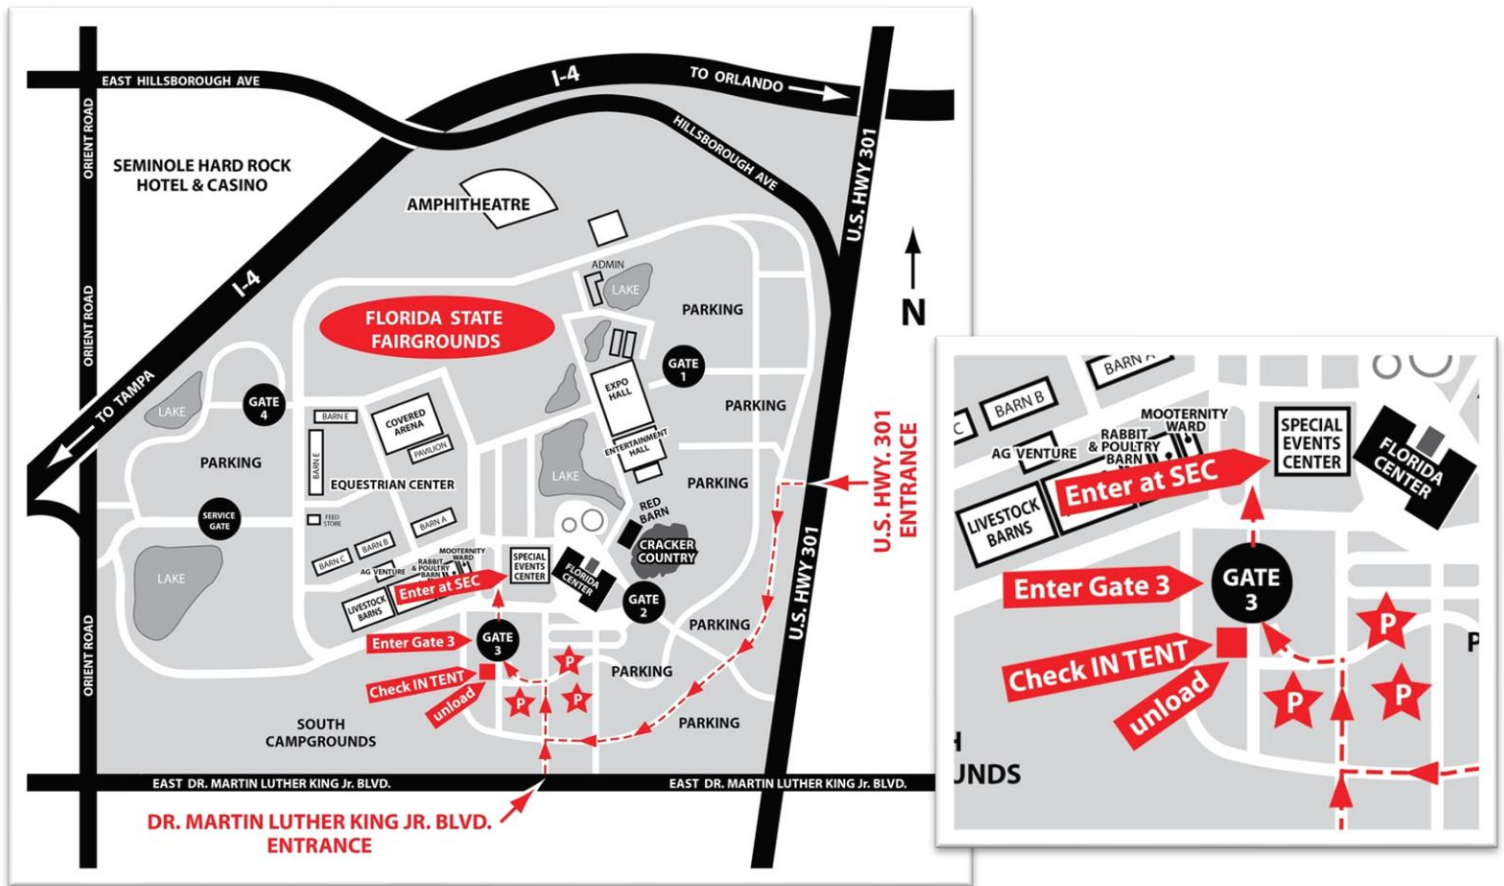 EAST HILLSBOROUGH AVE
I-4
TO ORLANDO
ORIENT ROAD
HILLSBOROUGH AVE
U.S. HWY 301
SEMINOLE HARD ROCK
HOTEL & CASINO
AMPHITHEATRE
I-4
N
ADMIN
LAKE
ORIENT ROAD
FLORIDA STATE
FAIRGROUNDS
PARKING
GATE
1
TO TAMPA
LAKE
GATE
4
BARN E
COVERED
ARENA
PAVILION
EXPO
HALL
PARKING
ENTERTAINMENT
HALL
PARKING
BARN E
EQUESTRIAN CENTER
LAKE
PARKING
U.S. HWY. 301
ENTRANCE
SERVICE
GATE
FEED
STORE
BARN A
RED
BARN
CRACKER
COUNTRY
U.S. HWY 301
LAKE
BARN C
BARN B
AG VENTURE
RABBIT
& POULTRY
BARN
MOOTERNITY
WARD
SPECIAL
EVENTS
CENTER
FLORIDA
CENTER
Enter at SEC
LIVESTOCK
BARNS
GATE
2
ORIENT ROAD
Enter Gate 3
GATE
3
PARKING
Check IN TENT
unload
P
P
P
PARKING
SOUTH
CAMPGROUNDS
PARKING
EAST DR. MARTIN LUTHER KING Jr. BLVD.
EAST DR. MARTIN LUTHER KING Jr. BLVD.
DR. MARTIN LUTHER KING JR. BLVD.
ENTRANCE
BARN A
C
BARN B
MOOTERNITY
WARD
AG VENTURE
RABBIT
& POULTRY
BARN
SPECIAL
EVENTS
CENTER
FLORIDA
CENTER
Enter at SEC
LIVESTOCK
BARNS
Enter Gate 3
GATE
3
Check IN TENT
unload
P
P
P
P
H
UNDS